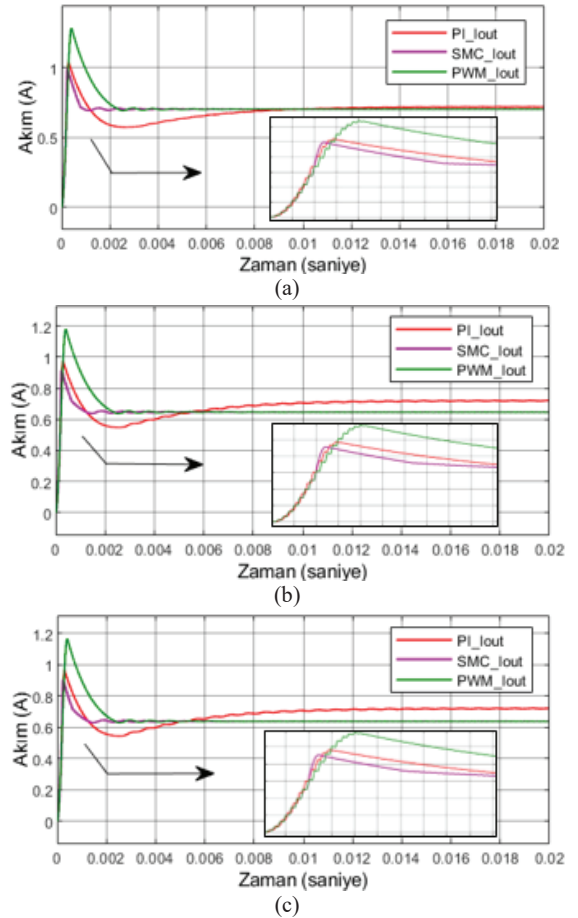 PI_Iout
SMC_Iout
PWM_Iout
Akım (A)
1
0.5
0
0 0.002 0.004 0.006 0.008 0.01 0.012 0.014 0.016 0.018 0.02
Zaman (saniye)
(a)
PI_Iout
SMC_Iout
PWM_Iout
Akım (A)
1.2
1
0.8
0.6
0.4
0.2
0
0 0.002 0.004 0.006 0.008 0.01 0.012 0.014 0.016 0.018 0.02
Zaman (saniye)
(b)
PI_Iout
SMC_Iout
PWM_Iout
Akım (A)
1.2
1
0.8
0.6
0.4
0.2
0
0 0.002 0.004 0.006 0.008 0.01 0.012 0.014 0.016 0.018 0.02
Zaman (saniye)
(c)